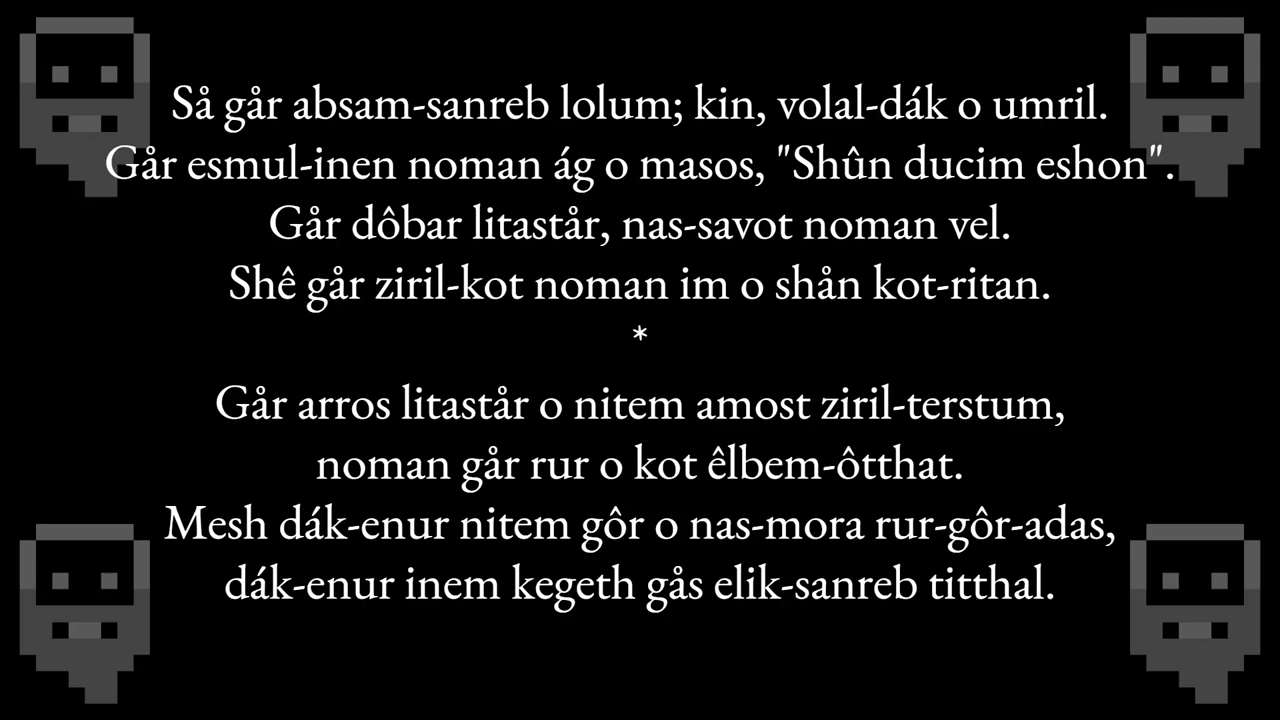 Så går absam-sanreb lolum; kin, volal-dák o umril.
Går esmul-inen noman ág o masos, "Shûn ducim eshon".
Går dôbar litastår, nas-savot noman vel.
Shê går ziril-kot noman im o shån kot-ritan.
*
Går arros litastår o nitem amost ziril-terstum,
noman går rur o kot êlbem-ôtthat.
Mesh dák-enur nitem gôr o nas-mora rur-gôr-adas,
dák-enur inem kegeth gås elik-sanreb titthal.